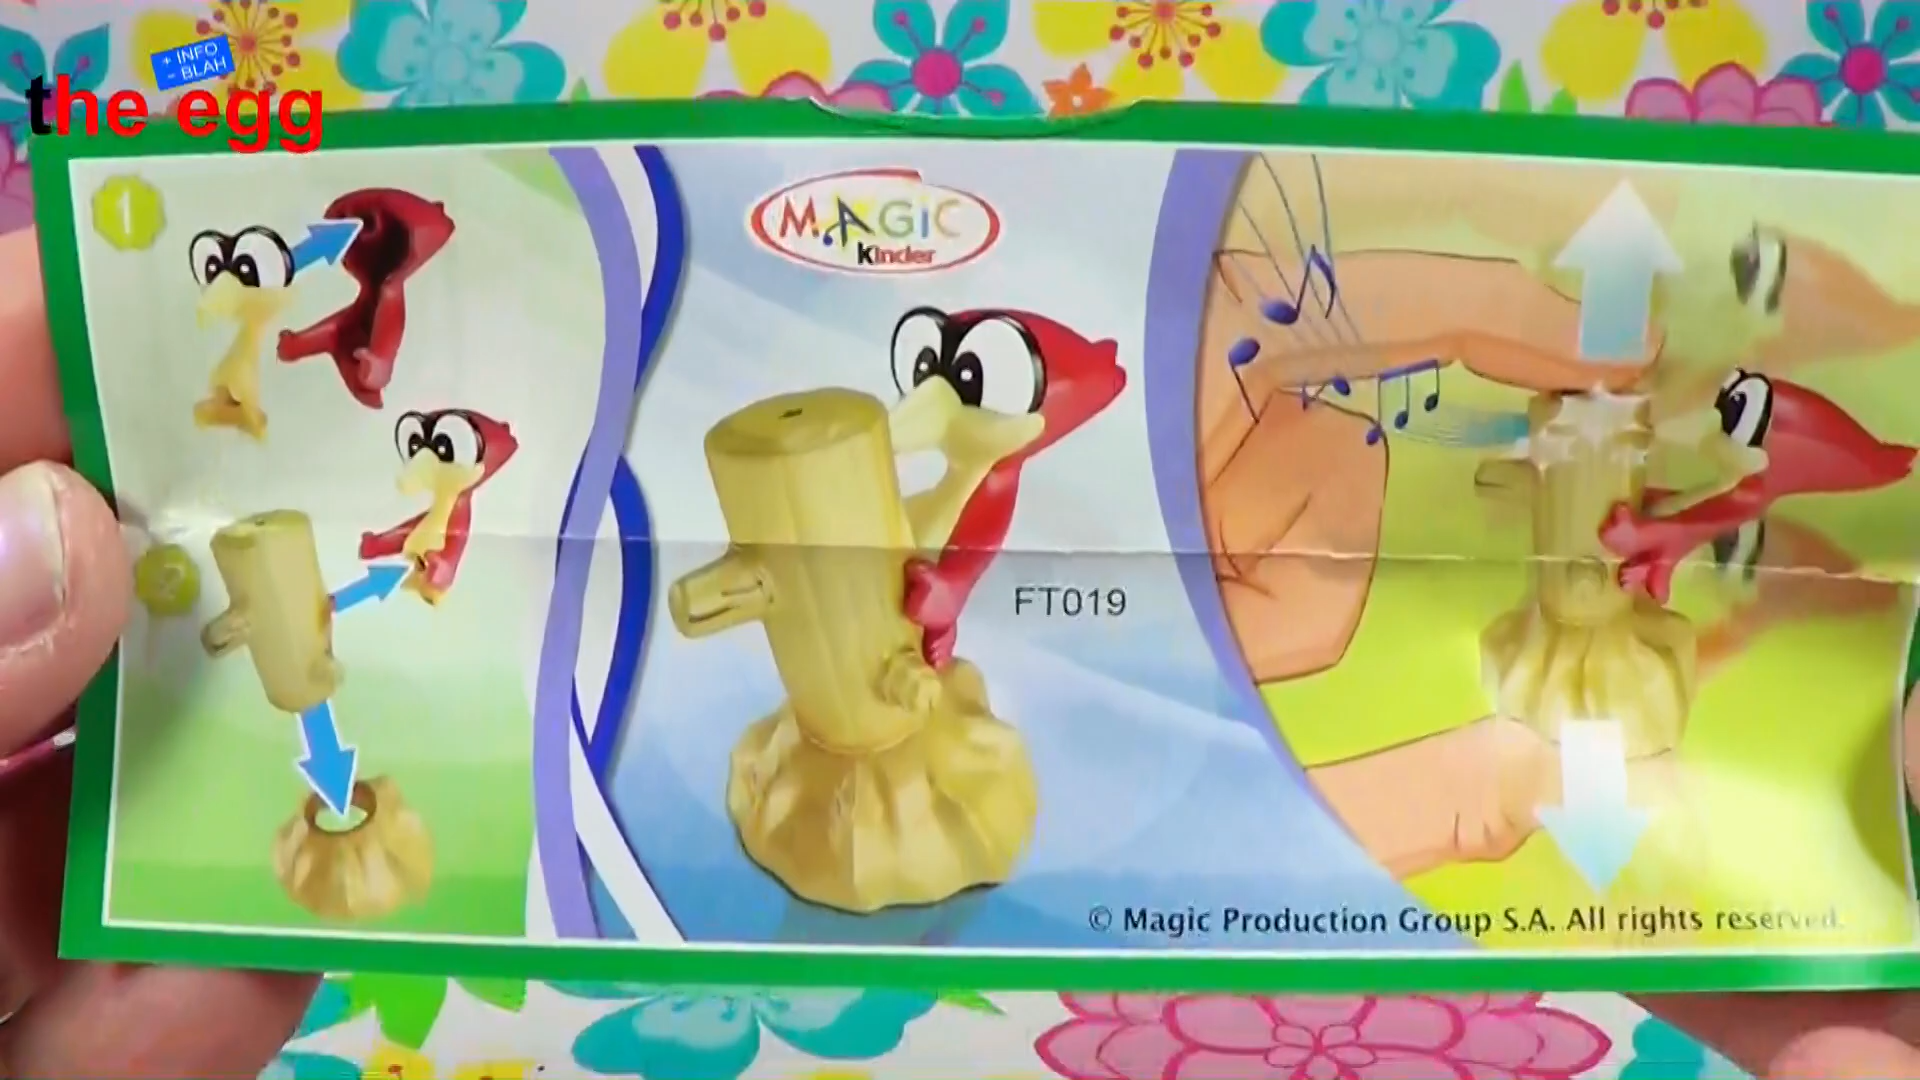 + INFO
- BLAH
the egg
1
MAGIC
Kinder
2
FT019
© Magic Production Group S.A. All rights reserved.